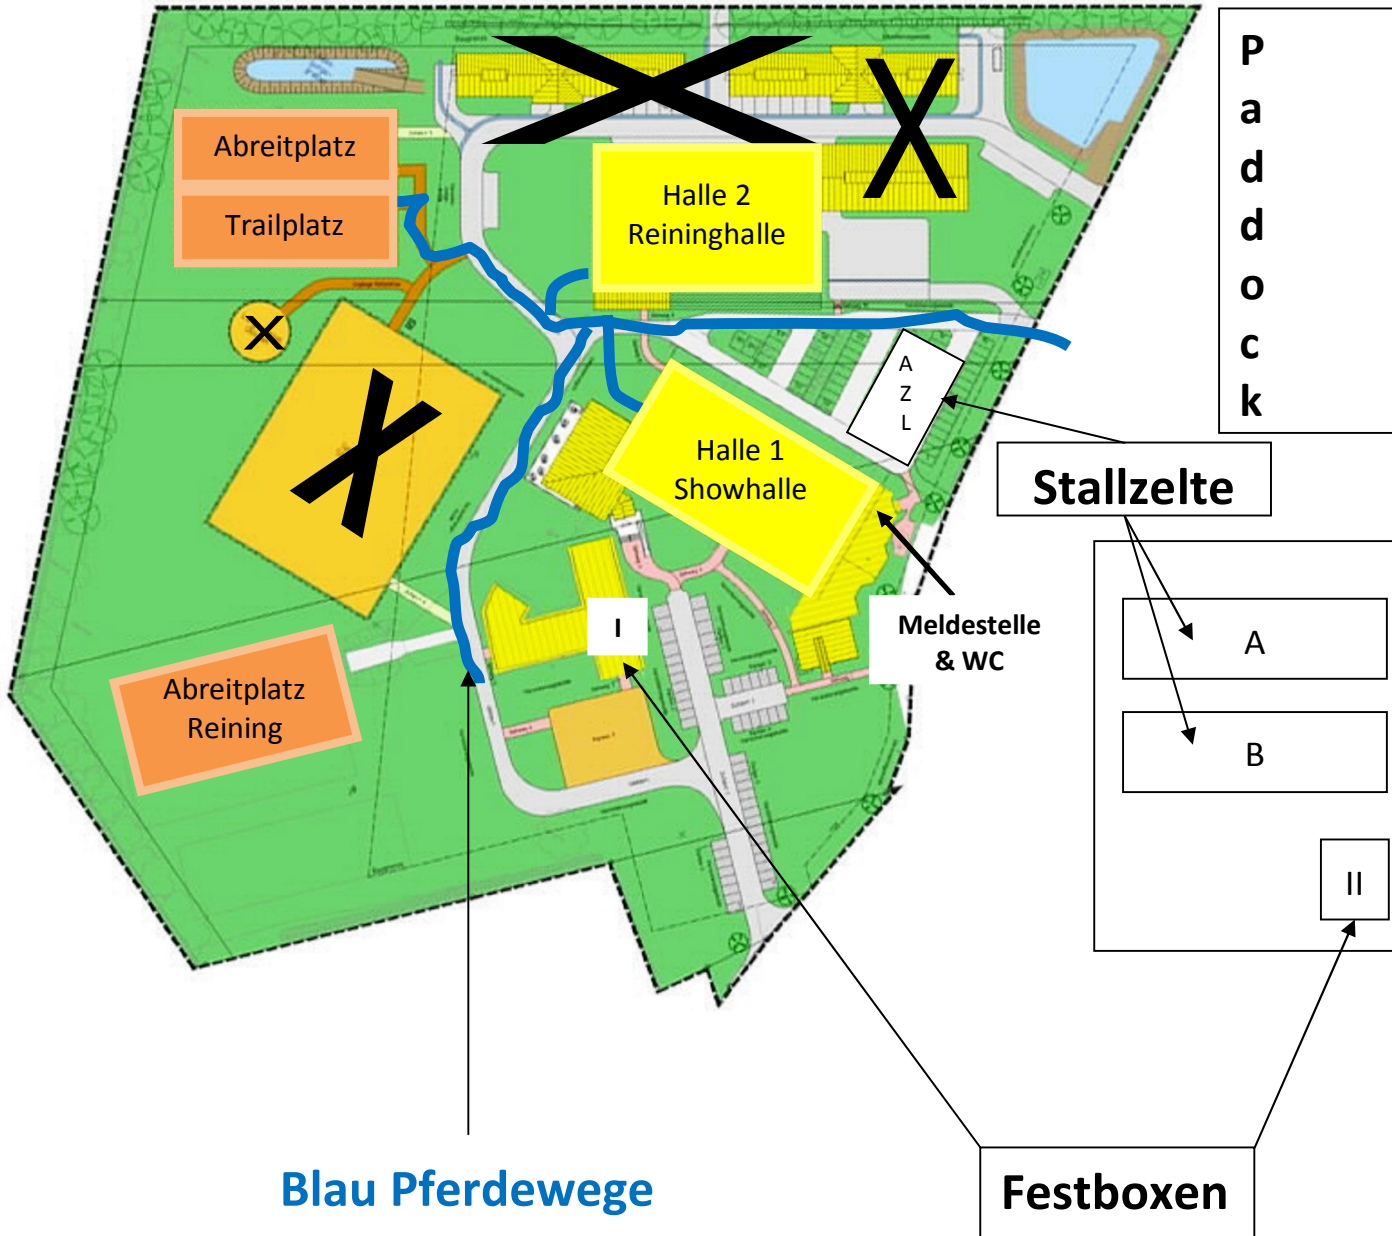 P
a
d
d
o
c
k
Abreitplatz
Trailplatz
Halle 2
Reininghalle
A
Z
L
Halle 1
Showhalle
Stallzelte
Meldestelle
& WC
I
A
B
II
Abreitplatz
Reining
Blau Pferdewege
Festboxen